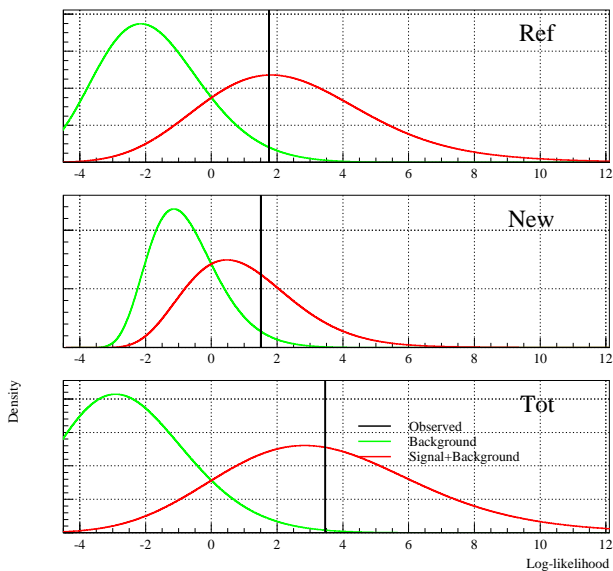 Ref
-4 -2 0 2 4 6 8 10 12
New
-4 -2 0 2 4 6 8 10 12
Density
Tot
Observed
Background
Signal+Background
-4 -2 0 2 4 6 8 10 12
Log-likelihood